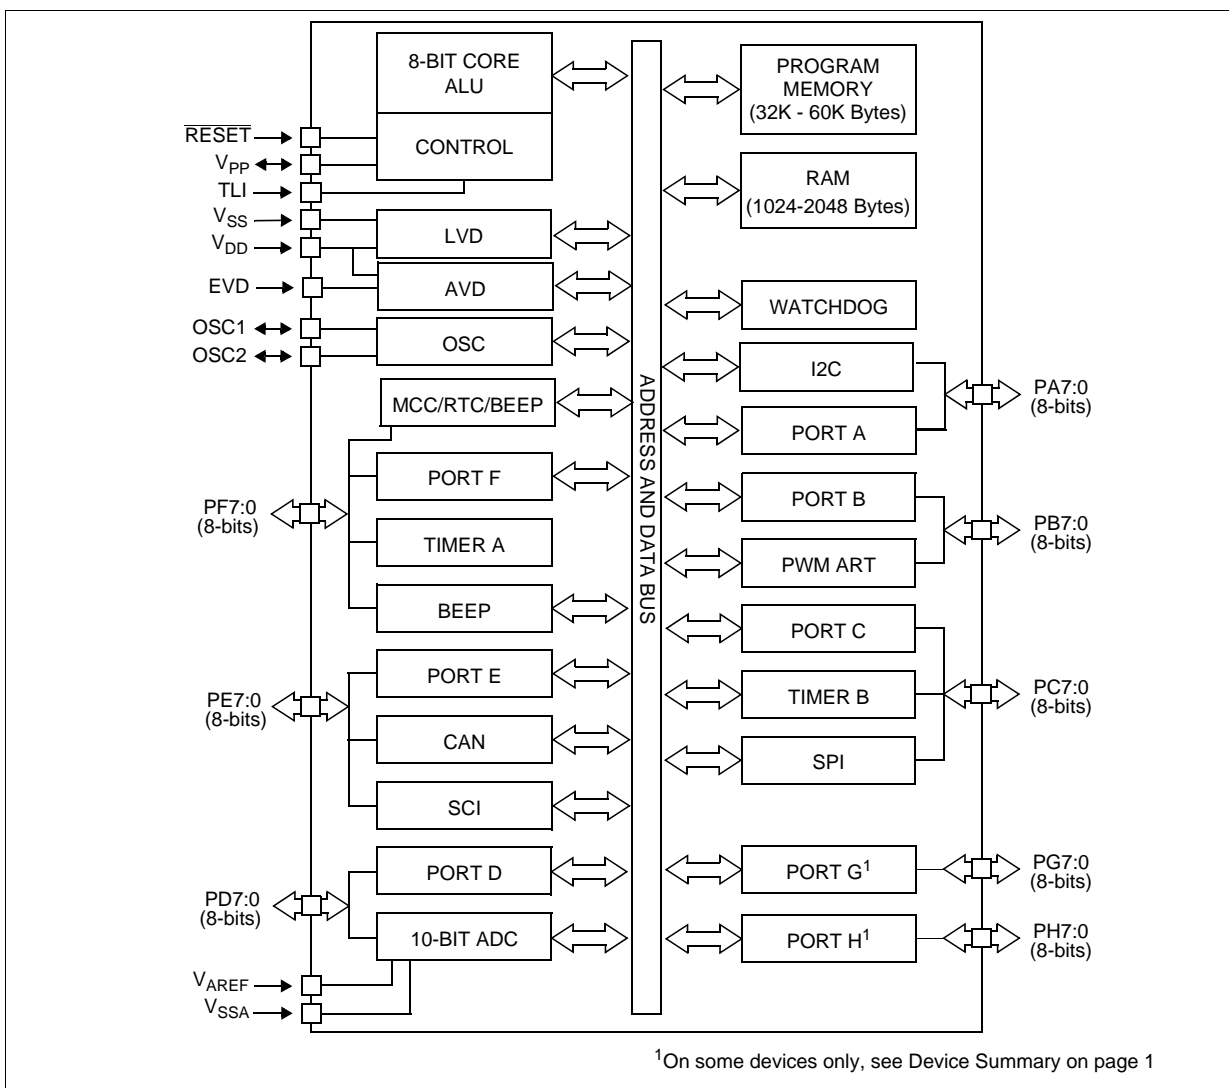 8-BIT CORE
ALU
CONTROL
RESET
VPP
TLI
VSS
VDD
EVD
LVD
AVD
OSC1
OSC2
OSC
MCC/RTC/BEEP
PORT F
PF7:0
(8-bits)
TIMER A
BEEP
PORT E
PE7:0
(8-bits)
CAN
SCI
PORT D
PD7:0
(8-bits)
10-BIT ADC
VAREF
VSSA
ADDRESS AND DATA BUS
PROGRAM
MEMORY
(32K - 60K Bytes)
RAM
(1024-2048 Bytes)
WATCHDOG
I2C
PORT A
PA7:0
(8-bits)
PORT B
PB7:0
(8-bits)
PWM ART
PORT C
TIMER B
PC7:0
(8-bits)
SPI
PORT G1
PG7:0
(8-bits)
PORT H1
PH7:0
(8-bits)
1On some devices only, see Device Summary on page 1